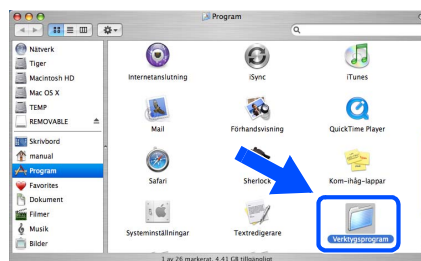 Program
Nätverk
Tiger
Macintosh HD
Mac OS X
TEMP
REMOVABLE
Skrivbord
manual
Program
Favorites
Dokument
Filmer
Musik
Bilder
Internetanslutning
iSync
iTunes
Mail
Förhandsvisning
QuickTime Player
Safari
Sherlock
Kom-ihåg-lappar
Systeminställningar
Textredigerare
Verktygsprogram
1 av 26 markerat, 4,41 GB tillgängligt